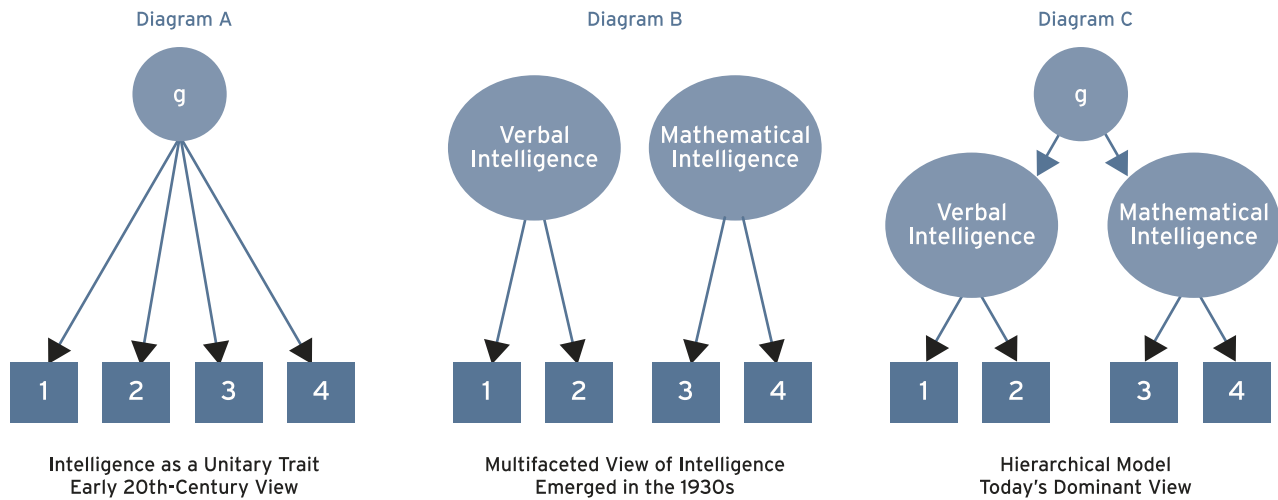 Diagram A
g
1
2
3
4
Intelligence as a Unitary Trait
Early 20th-Century View
Diagram B
Verbal
Intelligence
Mathematical
Intelligence
1
2
3
4
Multifaceted View of Intelligence
Emerged in the 1930s
Diagram C
g
Verbal
Intelligence
Mathematical
Intelligence
1
2
3
4
Hierarchical Model
Today's Dominant View